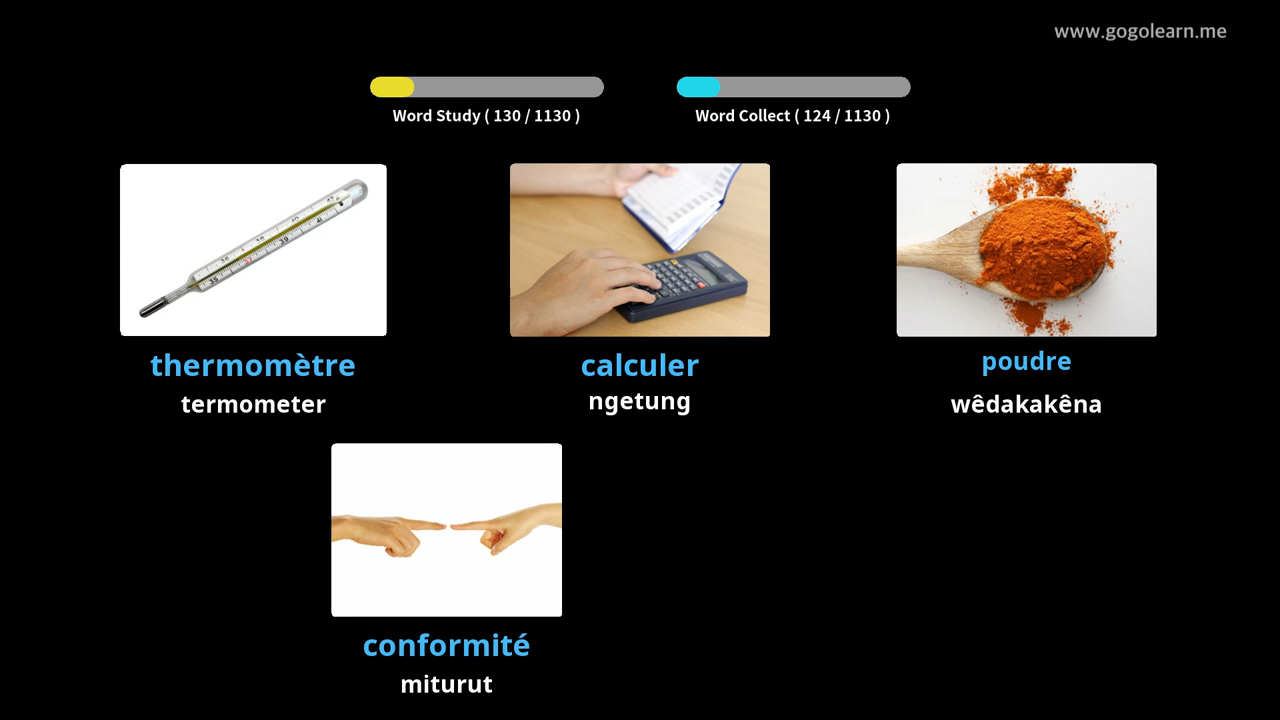 www.gogolearn.me
Word Study ( 130 / 1130 )
Word Collect ( 124 / 1130 )
thermomètre
termometer
calculer
ngetung
poudre
wêdakakêna
conformité
miturut